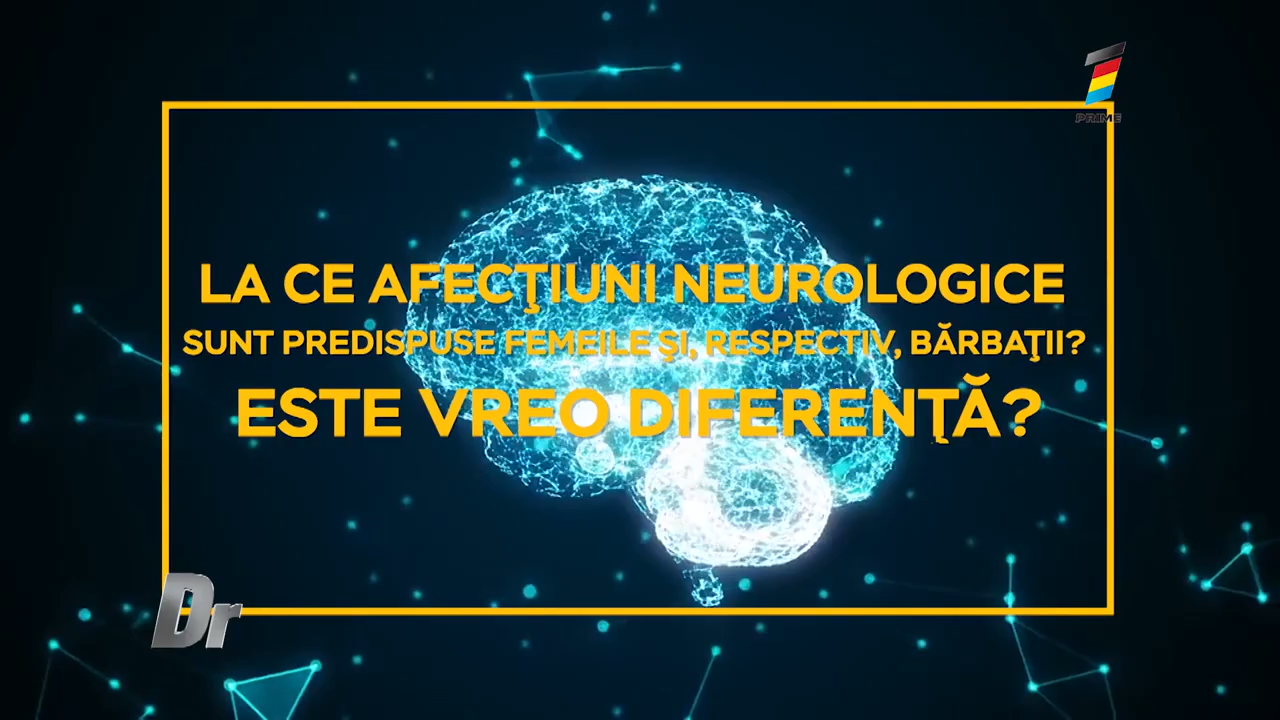 PRIME
LA CE AFECŢIUNI NEUROLOGICE
SUNT PREDISPUSE FEMEILE ŞI, RESPECTIV, BĂRBAŢII?
ESTE VREO DIFERENŢĂ?
Dr